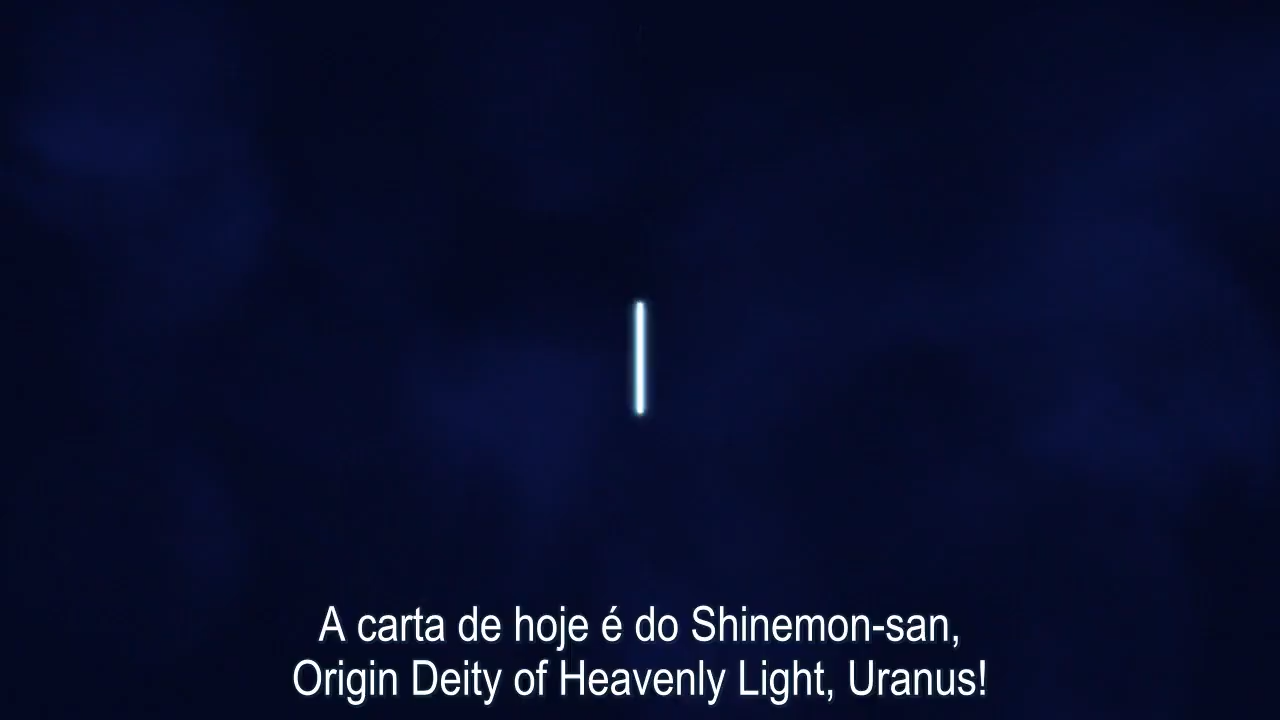 A carta de hoje é do Shinemon-san,
Origin Deity of Heavenly Light, Uranus!